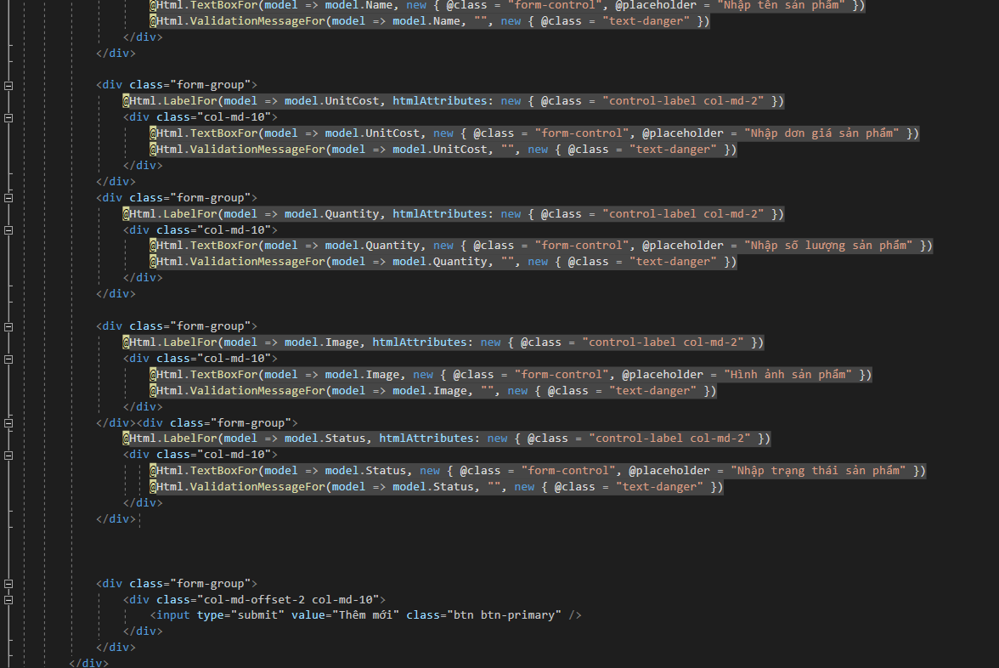 @Html.TextBoxFor(model => model.Name, new { @class = "form-control", @placeholder = "Nhập tên sản phẩm" })
@Html.ValidationMessageFor(model => model.Name, "", new { @class = "text-danger" })
</div>
</div>
<div class="form-group">
@Html.LabelFor(model => model.UnitCost, htmlAttributes: new { @class = "control-label col-md-2" })
<div class="col-md-10">
@Html.TextBoxFor(model => model.UnitCost, new { @class = "form-control", @placeholder = "Nhập dơn giá sản phẩm" })
@Html.ValidationMessageFor(model => model.UnitCost, "", new { @class = "text-danger" })
</div>
</div>
<div class="form-group">
@Html.LabelFor(model => model.Quantity, htmlAttributes: new { @class = "control-label col-md-2" })
<div class="col-md-10">
@Html.TextBoxFor(model => model.Quantity, new { @class = "form-control", @placeholder = "Nhập số luượng sản phẩm" })
@Html.ValidationMessageFor(model => model.Quantity, "", new { @class = "text-danger" })
</div>
</div>
<div class="form-group">
@Html.LabelFor(model => model.Image, htmlAttributes: new { @class = "control-label col-md-2" })
<div class="col-md-10">
@Html.TextBoxFor(model => model.Image, new { @class = "form-control", @placeholder = "Hình ảnh sản phẩm" })
@Html.ValidationMessageFor(model => model.Image, "", new { @class = "text-danger" })
</div>
</div><div class="form-group">
@Html.LabelFor(model => model.Status, htmlAttributes: new { @class = "control-label col-md-2" })
<div class="col-md-10">
@Html.TextBoxFor(model => model.Status, new { @class = "form-control", @placeholder = "Nhập trạng thái sản phẩm" })
@Html.ValidationMessageFor(model => model.Status, "", new { @class = "text-danger" })
</div>
</div>
<div class="form-group">
<div class="col-md-offset-2 col-md-10">
<input type="submit" value="Thêm mới" class="btn btn-primary" />
</div>
</div>
</div>